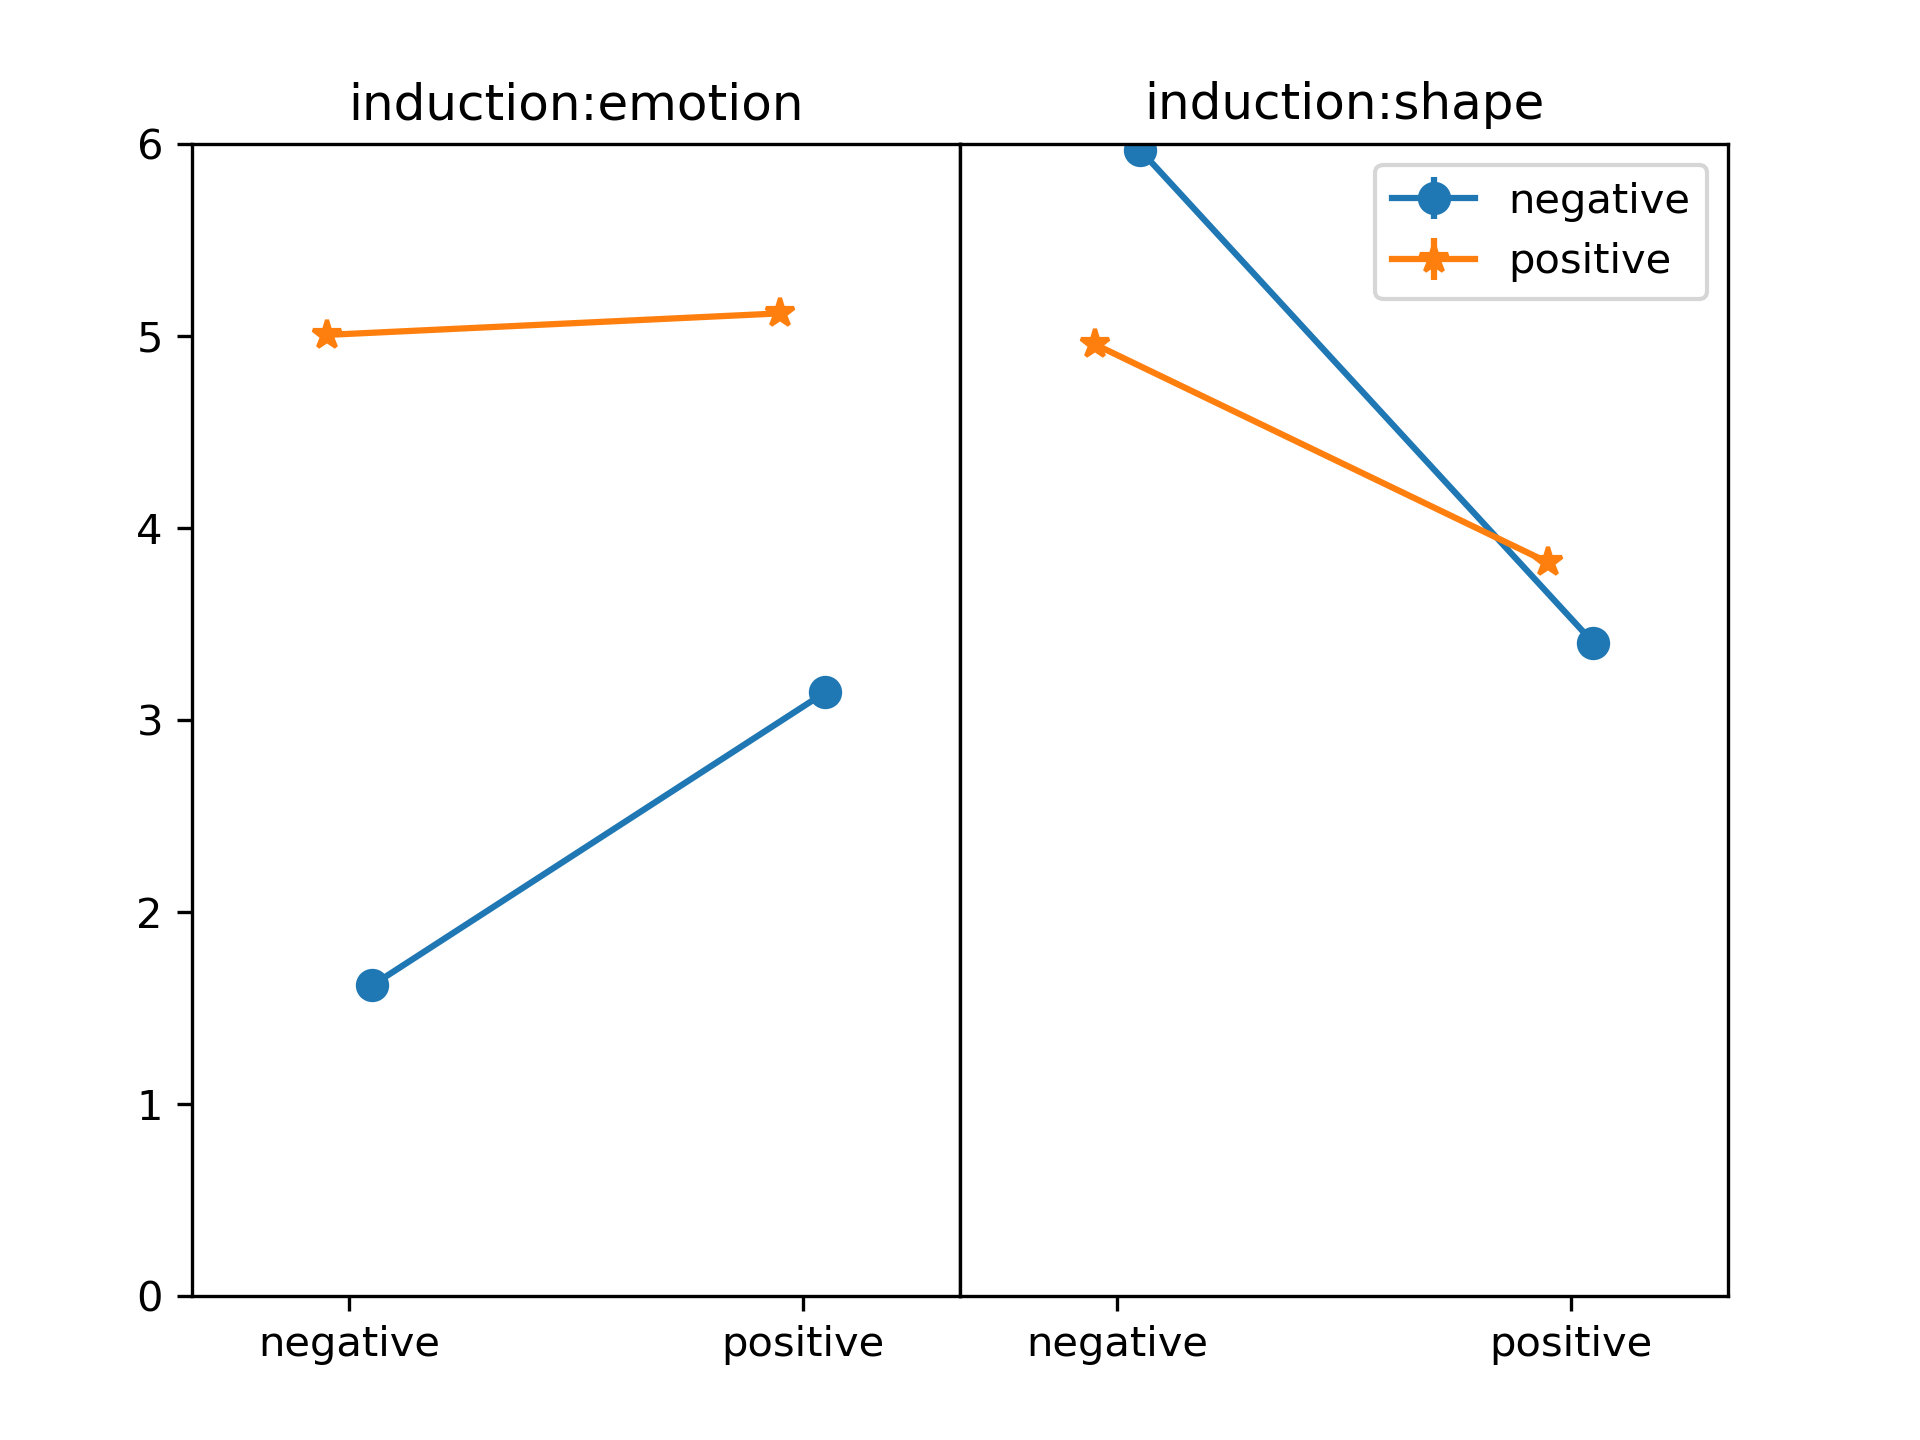 induction:emotion
induction:shape
6
5
4
3
2
1
0
negative
positive
negative
positive
negative
positive